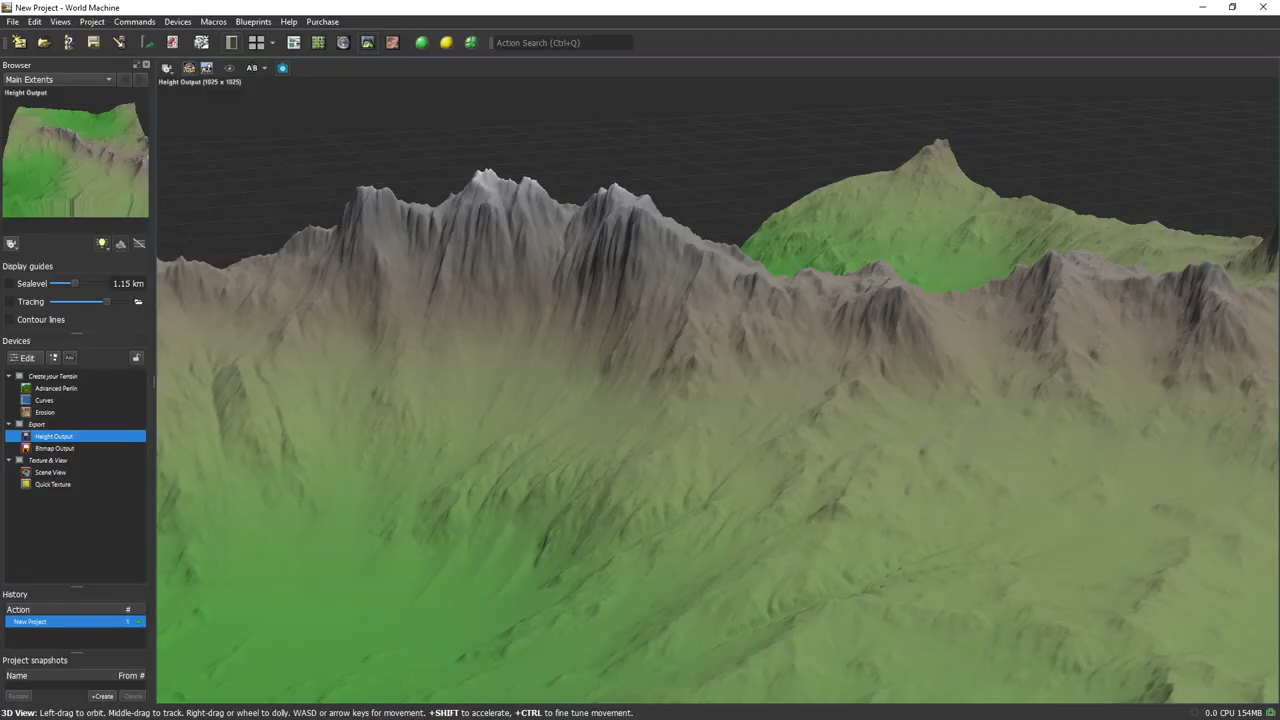 New Project - World Machine
File Edit Views Project Commands Devices Macros Blueprints Help Purchase
Action Search (Ctrl+Q)
Browser
Main Extents
Height Output
Height Output (1025 x 1025)
A|B
Display guides
Sealevel 1.15 km
Tracing
Contour lines
Devices
Edit Abc
Create your Terrain
Advanced Perlin
Curves
Erosion
Export
Height Output
Bitmap Output
Texture & View
Scene View
Quick Texture
History
Action #
New Project 1
Project snapshots
Name From #
Restore +Create Delete
3D View: Left-drag to orbit. Middle-drag to track. Right-drag or wheel to dolly. WASD or arrow keys for movement. +SHIFT to accelerate, +CTRL to fine tune movement.
0.0 CPU 154MB